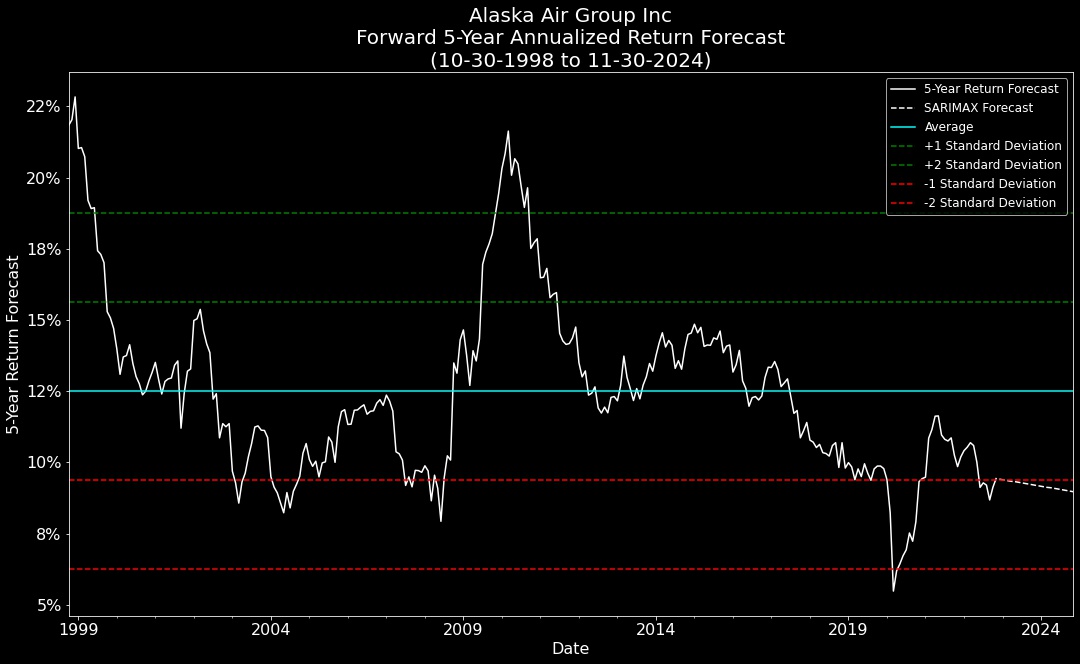 Alaska Air Group Inc
Forward 5-Year Annualized Return Forecast
(10-30-1998 to 11-30-2024)
5-Year Return Forecast
SARIMAX Forecast
Average
+1 Standard Deviation
+2 Standard Deviation
-1 Standard Deviation
-2 Standard Deviation
5-Year Return Forecast
22%
20%
18%
15%
12%
10%
8%
5%
1999 2004 2009 2014 2019 2024
Date